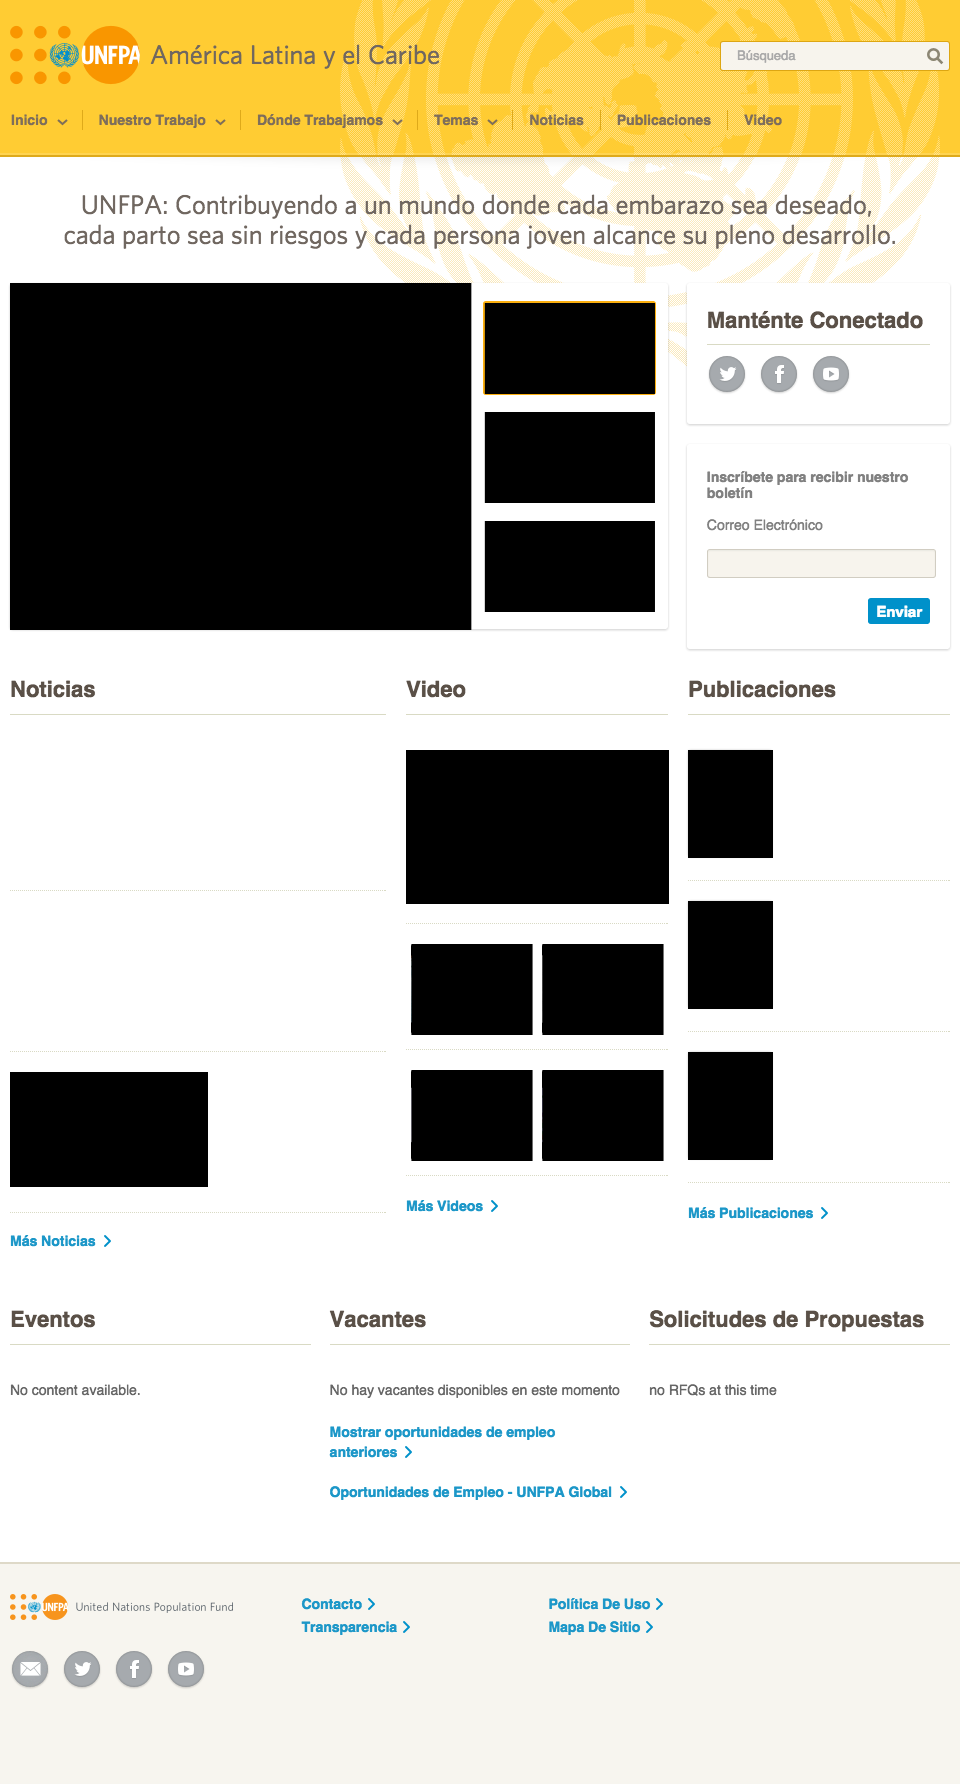 UNFPA América Latina y el Caribe
Búsqueda
Inicio Nuestro Trabajo Dónde Trabajamos Temas Noticias Publicaciones Video
UNFPA: Contribuyendo a un mundo donde cada embarazo sea deseado,
cada parto sea sin riesgos y cada persona joven alcance su pleno desarrollo.
Manténte Conectado
Inscríbete para recibir nuestro
boletín
Correo Electrónico
Enviar
Noticias
Más Noticias
Video
Más Videos
Publicaciones
Más Publicaciones
Eventos
No content available.
Vacantes
No hay vacantes disponibles en este momento
Mostrar oportunidades de empleo
anteriores
Oportunidades de Empleo - UNFPA Global
Solicitudes de Propuestas
no RFQs at this time
UNFPA United Nations Population Fund
Contacto
Transparencia
Política De Uso
Mapa De Sitio